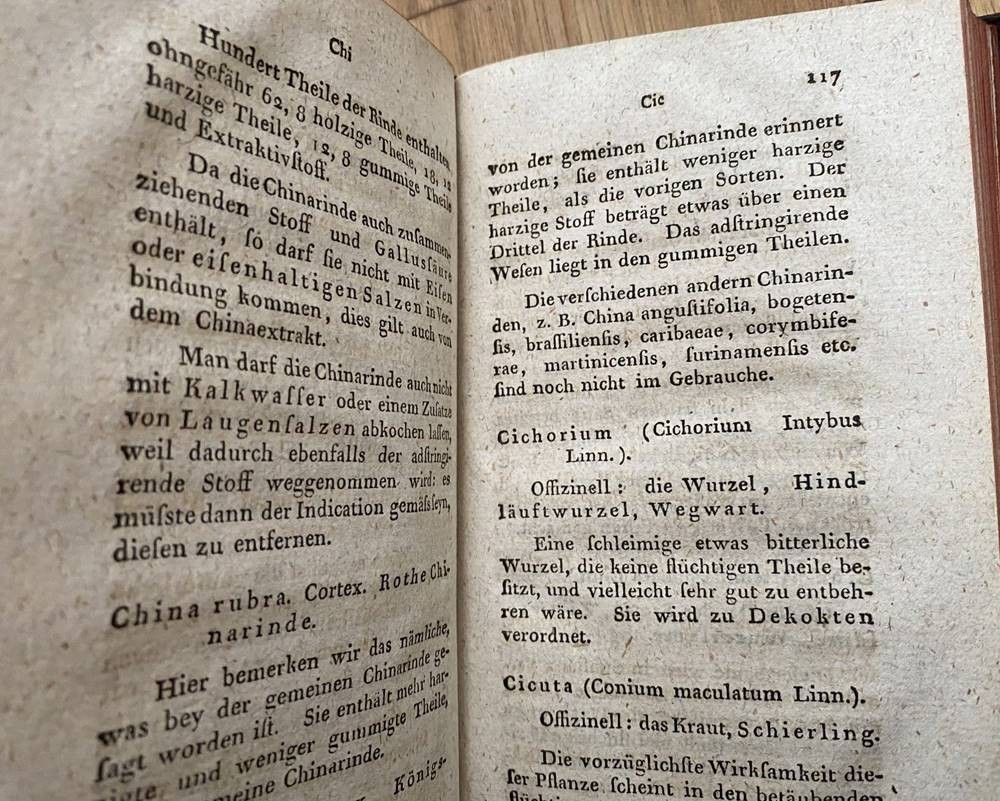 Chi
Hundert Theile der Rinde enthalten
ohngefähr 62, 8 holzige Theile, 18, 12
harzige Theile, 12, 8 gummige Theile
und Extraktivſtoff.
Da die Chinarinde auch zuſammen-
ziehenden Stoff und Gallusſäure
enthält, ſo darf ſie nicht mit Eiſen
oder eiſenhaltigen Salzen in Ver-
bindung kommen, dies gilt auch von
dem Chinaextrakt.
Man darf die Chinarinde auch nicht
mit Kalkwaſſer oder einem Zuſatze
von Laugenſalzen abkochen laſſen,
weil dadurch ebenfalls der adſtringi-
rende Stoff weggenommen wird: es
müſste dann der Indication gemäſs ſeyn,
dieſen zu entfernen.
China rubra. Cortex. Rothe Chi-
narinde.
Hier bemerken wir das nämliche,
was bey der gemeinen Chinarinde ge-
ſagt worden iſt. Sie enthält mehr har-
und weniger gummigte Theile,
Chinarinde.
Königs-
Cic
117
von der gemeinen Chinarinde erinnert
worden; ſie enthält weniger harzige
Theile, als die vorigen Sorten. Der
harzige Stoff beträgt etwas über einen
Drittel der Rinde. Das adſtringirende
Weſen liegt in den gummigen Theilen.
Die verſchiedenen andern Chinarin-
den, z. B. China anguſtifolia, bogeten-
ſis, braſſilienſis, caribaeae, corymbife-
rae, martinicenſis, ſurinamenſis etc.
ſind noch nicht im Gebrauche.
Cichorium (Cichorium Intybus
Linn.).
Offizinell: die Wurzel, Hind-
läuftwurzel, Wegwart.
Eine ſchleimige etwas bitterliche
Wurzel, die keine flüchtigen Theile be-
ſitzt, und vielleicht ſehr gut zu entbeh-
ren wäre. Sie wird zu Dekokten
verordnet.
Cicuta (Conium maculatum Linn.).
Offizinell: das Kraut, Schierling.
Die vorzüglichſte Wirkſamkeit die-
ſer Pflanze ſcheint in den betäubenden